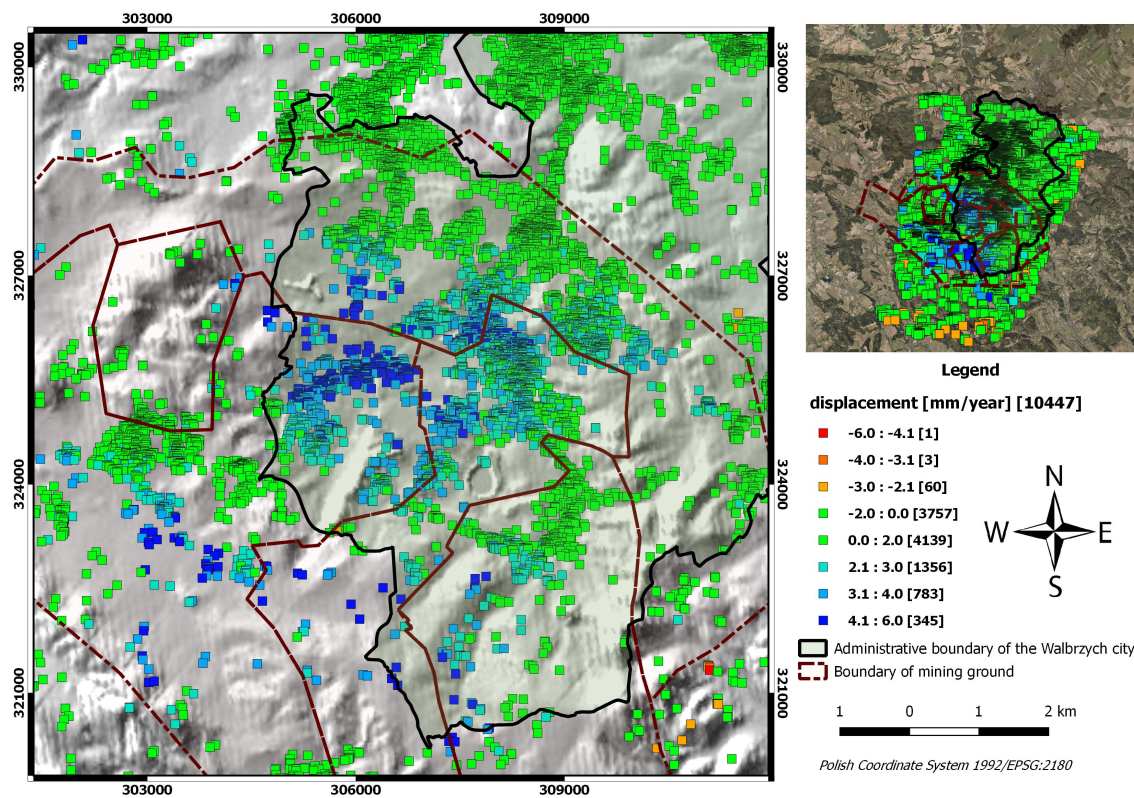 303000
306000
309000
330000
330000
327000
327000
324000
324000
321000
321000
303000
306000
309000
Legend
displacement [mm/year] [10447]
-6.0 : -4.1 [1]
-4.0 : -3.1 [3]
-3.0 : -2.1 [60]
-2.0 : 0.0 [3757]
0.0 : 2.0 [4139]
2.1 : 3.0 [1356]
3.1 : 4.0 [783]
4.1 : 6.0 [345]
N
W
E
S
Administrative boundary of the Walbrzych city
Boundary of mining ground
1 0 1 2 km
Polish Coordinate System 1992/EPSG:2180